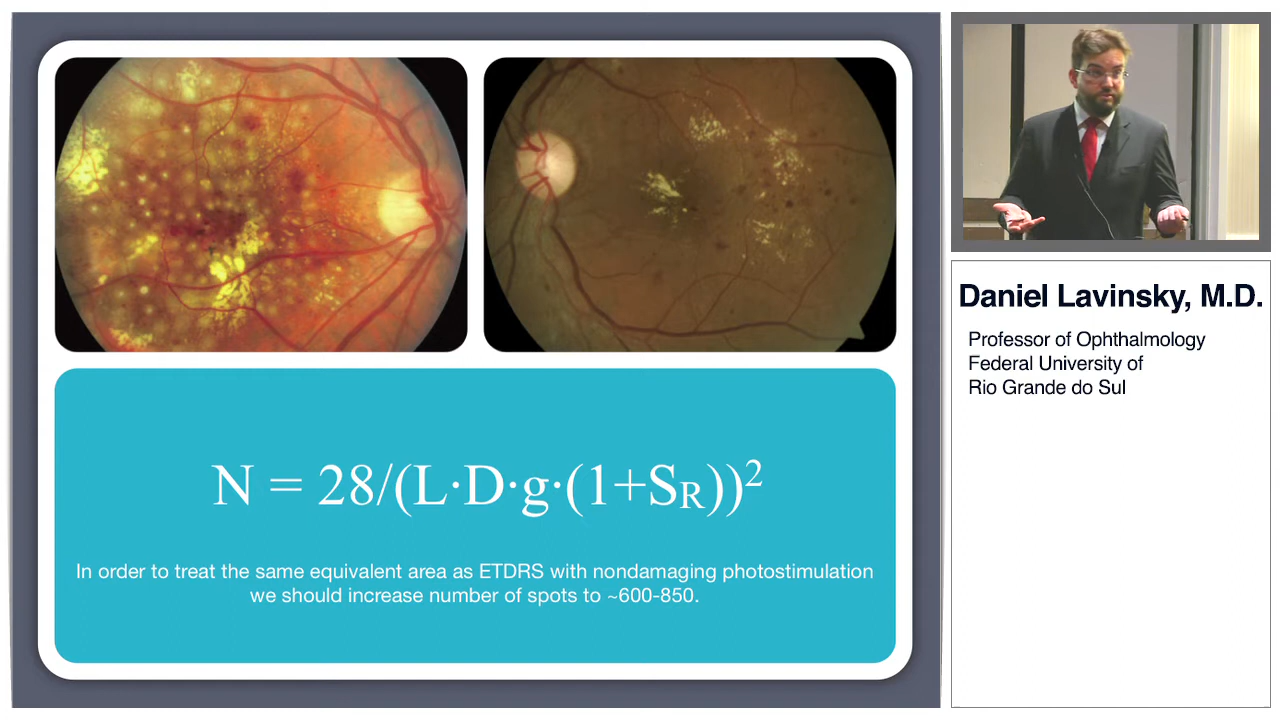 N = 28/(L·D·g·(1+SR))²
In order to treat the same equivalent area as ETDRS with nondamaging photostimulation
we should increase number of spots to ~600-850.
Daniel Lavinsky, M.D.
Professor of Ophthalmology
Federal University of
Rio Grande do Sul